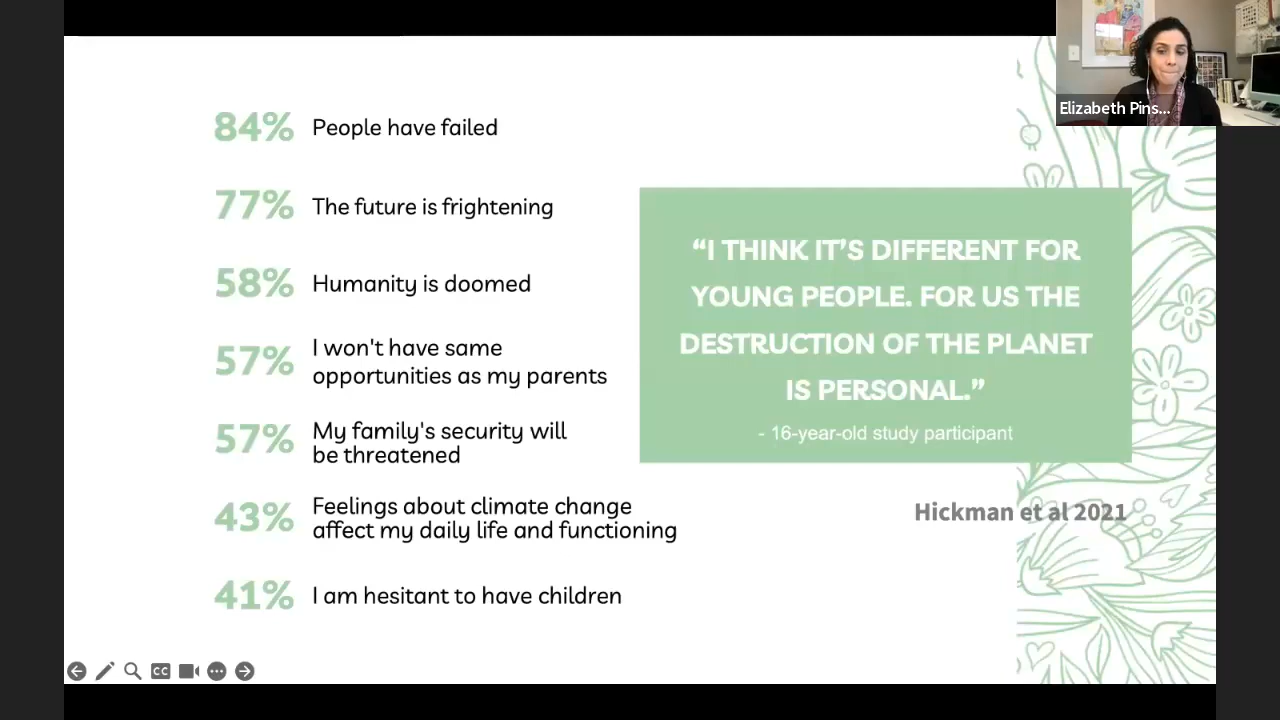 Elizabeth Pins...
84% People have failed
77% The future is frightening
58% Humanity is doomed
57% I won't have same
opportunities as my parents
57% My family's security will
be threatened
43% Feelings about climate change
affect my daily life and functioning
41% I am hesitant to have children
“I THINK IT’S DIFFERENT FOR
YOUNG PEOPLE. FOR US THE
DESTRUCTION OF THE PLANET
IS PERSONAL.”
- 16-year-old study participant
Hickman et al 2021
CC